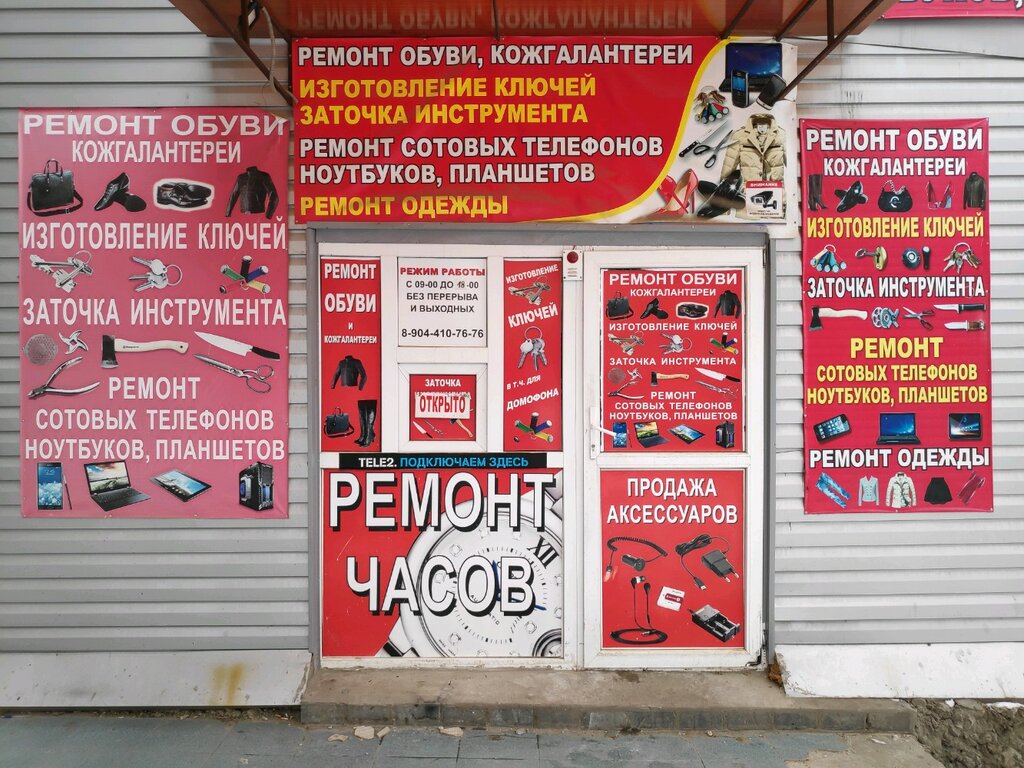 РЕМОНТ ОБУВИ, КОЖГАЛАНТЕРЕИ
ИЗГОТОВЛЕНИЕ КЛЮЧЕЙ
ЗАТОЧКА ИНСТРУМЕНТА
РЕМОНТ СОТОВЫХ ТЕЛЕФОНОВ
НОУТБУКОВ, ПЛАНШЕТОВ
РЕМОНТ ОДЕЖДЫ
ВНИМАНИЕ
РЕМОНТ ОБУВИ
КОЖГАЛАНТЕРЕИ
ИЗГОТОВЛЕНИЕ КЛЮЧЕЙ
ЗАТОЧКА ИНСТРУМЕНТА
РЕМОНТ
СОТОВЫХ ТЕЛЕФОНОВ
НОУТБУКОВ, ПЛАНШЕТОВ
РЕМОНТ
ОБУВИ
И
КОЖГАЛАНТЕРЕИ
РЕЖИМ РАБОТЫ
С 09-00 ДО 18-00
БЕЗ ПЕРЕРЫВА
И ВЫХОДНЫХ
8-904-410-76-76
ЗАТОЧКА
ОТКРЫТО
ИЗГОТОВЛЕНИЕ
КЛЮЧЕЙ
В Т.Ч. ДЛЯ
ДОМОФОНА
TELE2. ПОДКЛЮЧАЕМ ЗДЕСЬ
РЕМОНТ
ЧАСОВ
XII
РЕМОНТ ОБУВИ
КОЖГАЛАНТЕРЕИ
ИЗГОТОВЛЕНИЕ КЛЮЧЕЙ
ЗАТОЧКА ИНСТРУМЕНТА
РЕМОНТ
СОТОВЫХ ТЕЛЕФОНОВ
НОУТБУКОВ, ПЛАНШЕТОВ
ПРОДАЖА
АКСЕССУАРОВ
РЕМОНТ ОБУВИ
КОЖГАЛАНТЕРЕИ
ИЗГОТОВЛЕНИЕ КЛЮЧЕЙ
ЗАТОЧКА ИНСТРУМЕНТА
РЕМОНТ
СОТОВЫХ ТЕЛЕФОНОВ
НОУТБУКОВ, ПЛАНШЕТОВ
РЕМОНТ ОДЕЖДЫ